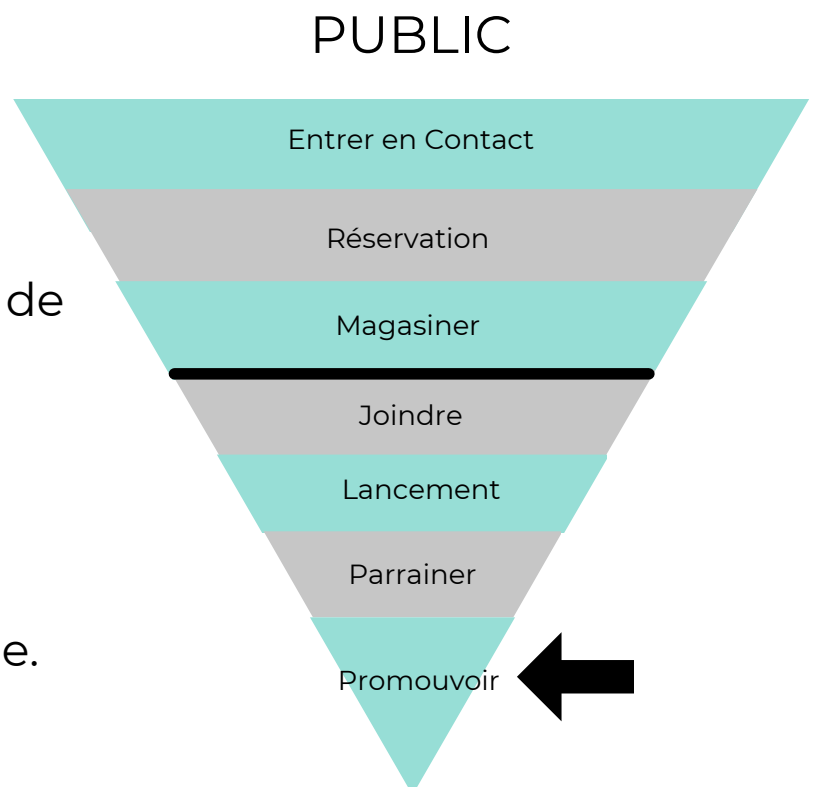 PUBLIC
Entrer en Contact
Réservation
de
Magasiner
Joindre
Lancement
Parrainer
e.
Promouvoir